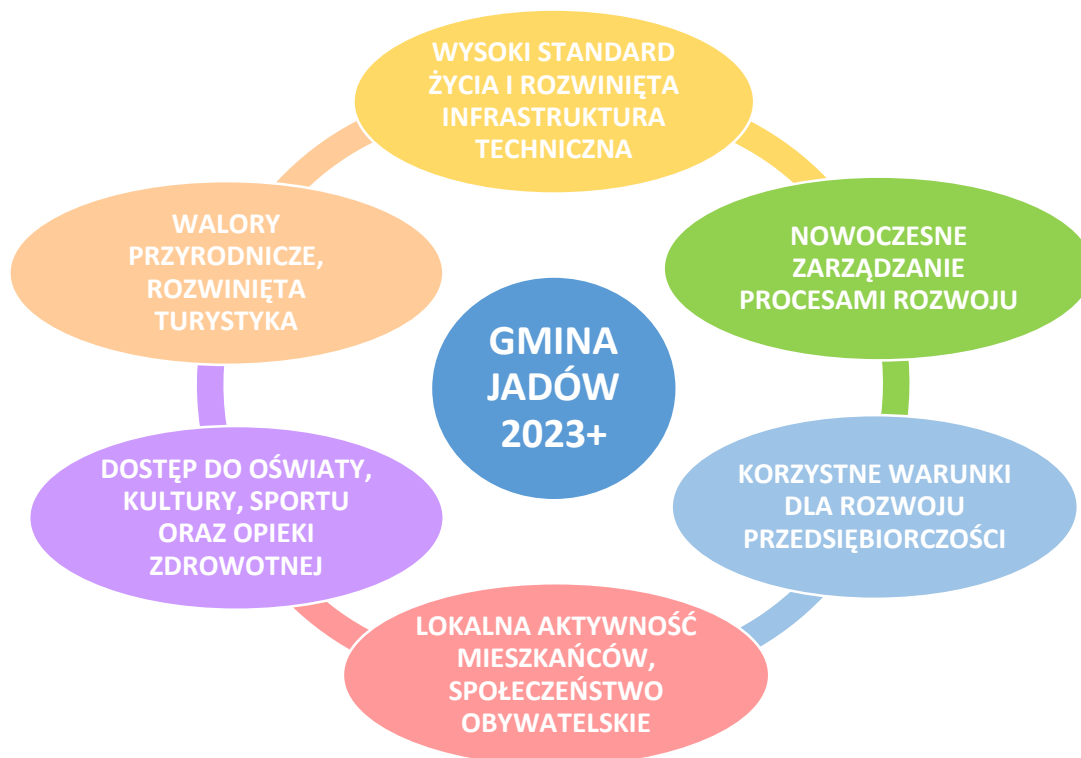 WYSOKI STANDARD
ŻYCIA I ROZWINIĘTA
INFRASTRUKTURA
TECHNICZNA
NOWOCZESNE
ZARZĄDZANIE
PROCESAMI ROZWOJU
KORZYSTNE WARUNKI
DLA ROZWOJU
PRZEDSIĘBIORCZOŚCI
LOKALNA AKTYWNOŚĆ
MIESZKAŃCÓW,
SPOŁECZEŃSTWO
OBYWATELSKIE
DOSTĘP DO OŚWIATY,
KULTURY, SPORTU
ORAZ OPIEKI
ZDROWOTNEJ
WALORY
PRZYRODNICZE,
ROZWINIĘTA
TURYSTYKA
GMINA
JADÓW
2023+